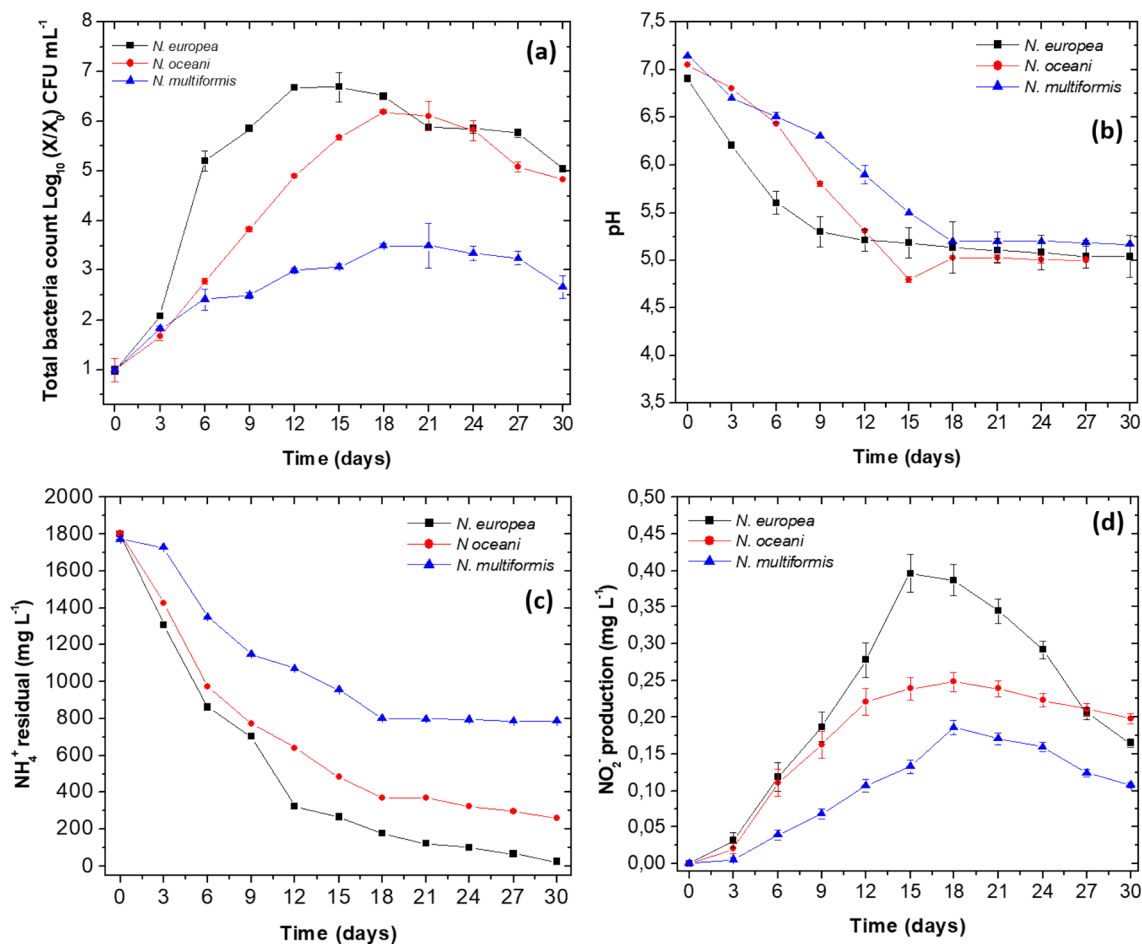 8
7
6
5
4
3
2
1
Total bacteria count Log10 (X/X0) CFU mL-1
N. europea
N. oceani
N. multiformis
(a)
0 3 6 9 12 15 18 21 24 27 30
Time (days)
7,5
7,0
6,5
6,0
5,5
5,0
4,5
4,0
3,5
pH
N. europea
N. oceani
N. multiformis
(b)
0 3 6 9 12 15 18 21 24 27 30
Time (days)
2000
1800
1600
1400
1200
1000
800
600
400
200
0
NH4+ residual (mg L-1)
N. europea
N oceani
N. multiformis
(c)
0 3 6 9 12 15 18 21 24 27 30
Time (days)
0,50
0,45
0,40
0,35
0,30
0,25
0,20
0,15
0,10
0,05
0,00
NO2- production (mg L-1)
N. europea
N. oceani
N. multiformis
(d)
0 3 6 9 12 15 18 21 24 27 30
Time (days)